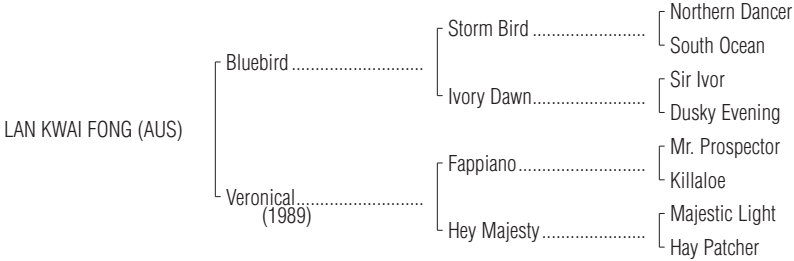 Northern Dancer
Storm Bird ........................
South Ocean
Bluebird ............................
Sir Ivor
Ivory Dawn........................
Dusky Evening
LAN KWAI FONG (AUS)
Mr. Prospector
Fappiano...........................
Killaloe
Veronical...........................
(1989)
Majestic Light
Hey Majesty......................
Hay Patcher